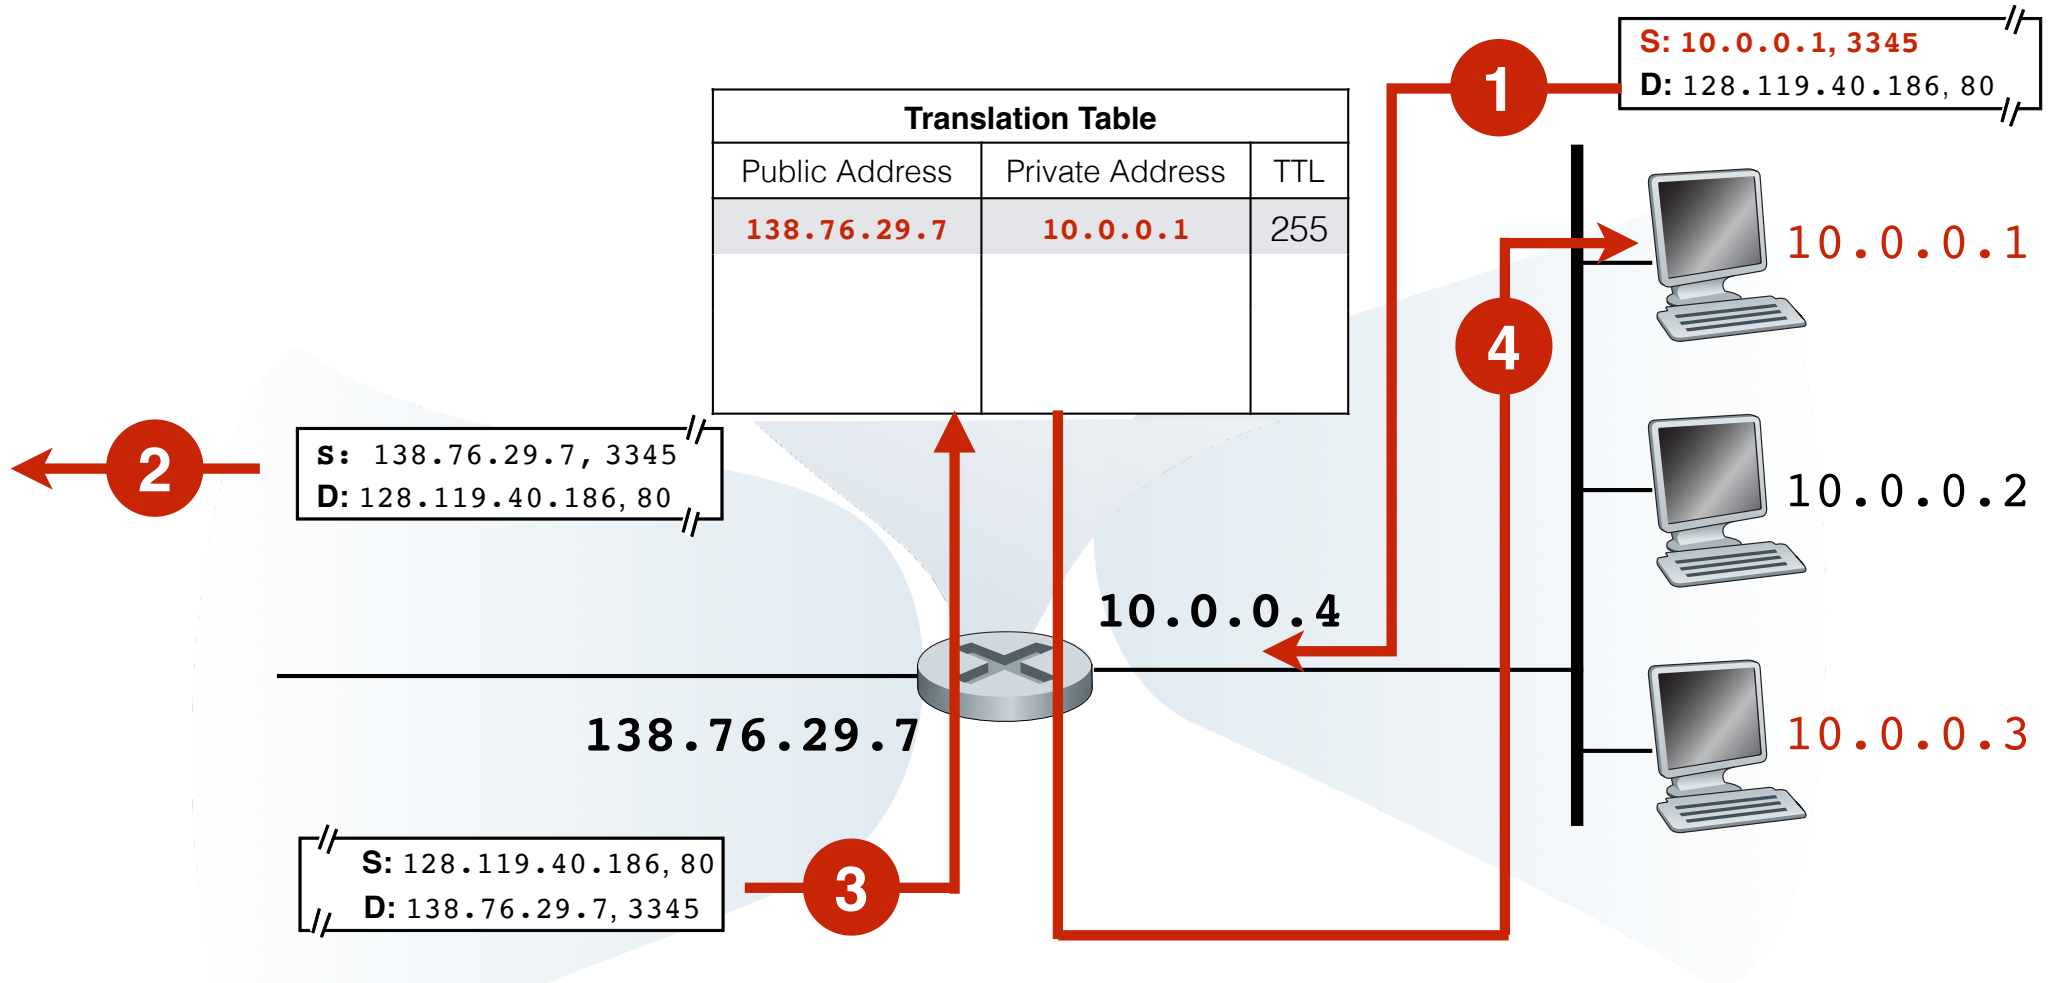 1
S: 10.0.0.1, 3345
D: 128.119.40.186, 80
Translation Table
Public Address Private Address TTL
138.76.29.7 10.0.0.1 255
10.0.0.1
4
2
s: 138.76.29.7, 3345
D: 128.119.40.186, 80
10.0.0.2
10.0.0.4
138.76.29.7
10.0.0.3
S: 128.119.40.186, 80
D: 138.76.29.7, 3345
3